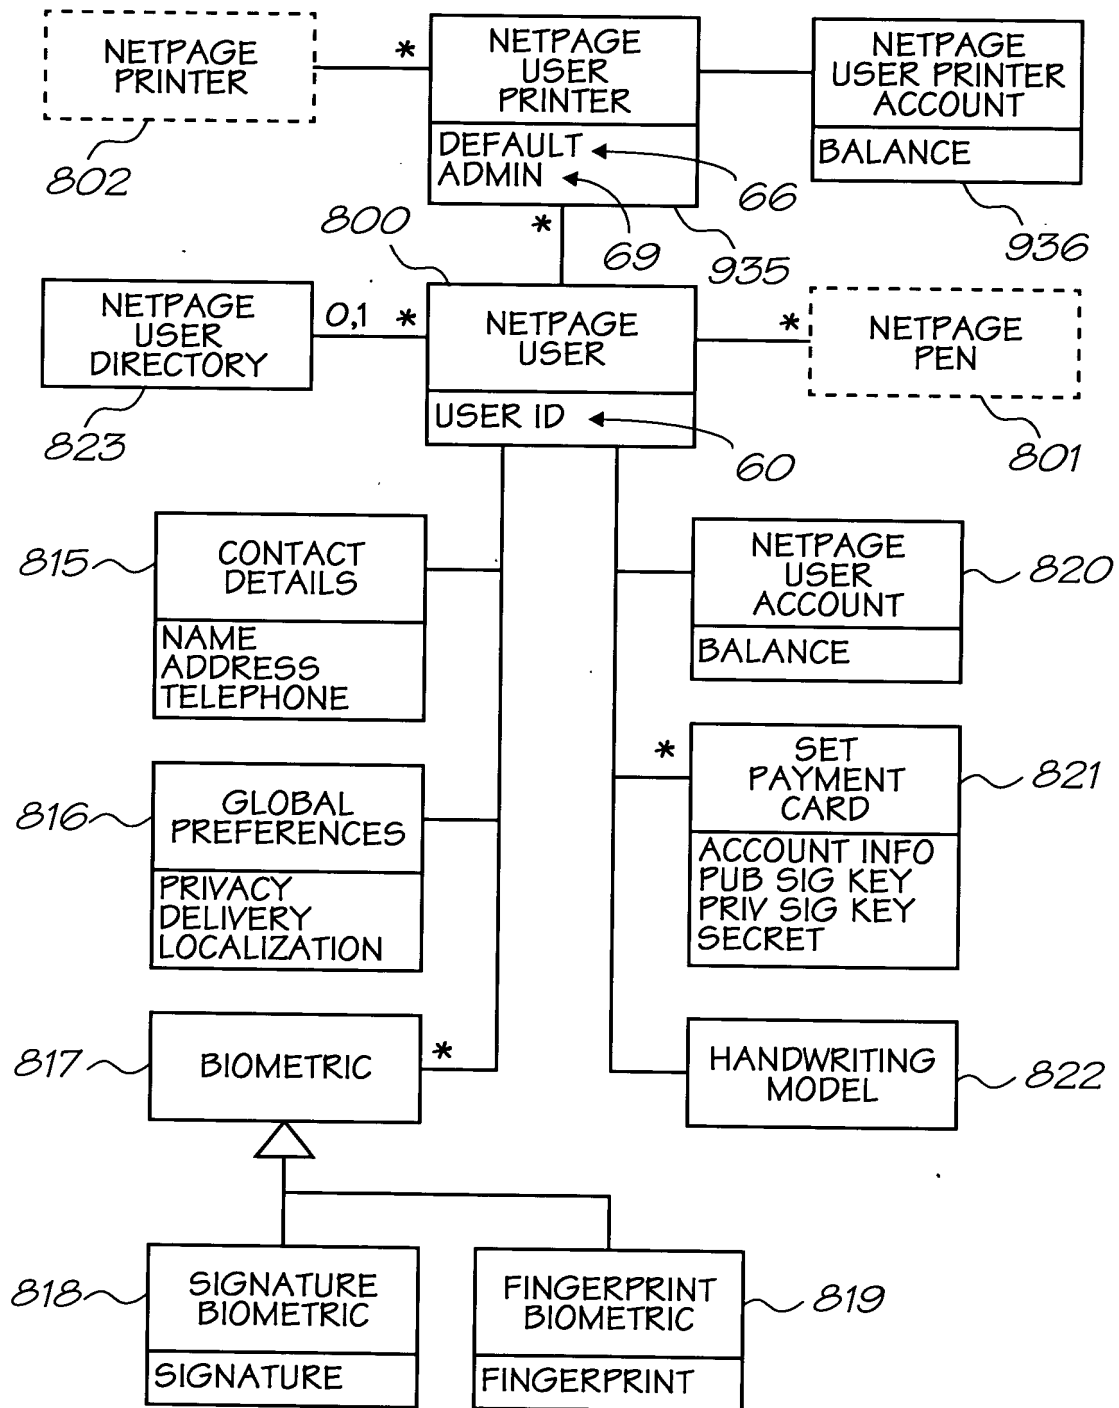 NETPAGE
PRINTER
802
*
NETPAGE
USER
PRINTER
DEFAULT
ADMIN
66
69
935
NETPAGE
USER PRINTER
ACCOUNT
BALANCE
936
*
800
NETPAGE
USER
DIRECTORY
823
0,1 *
NETPAGE
USER
USER ID
60
*
NETPAGE
PEN
801
815
CONTACT
DETAILS
NAME
ADDRESS
TELEPHONE
NETPAGE
USER
ACCOUNT
BALANCE
820
816
GLOBAL
PREFERENCES
PRIVACY
DELIVERY
LOCALIZATION
*
SET
PAYMENT
CARD
ACCOUNT INFO
PUB SIG KEY
PRIV SIG KEY
SECRET
821
817
BIOMETRIC
*
HANDWRITING
MODEL
822
818
SIGNATURE
BIOMETRIC
SIGNATURE
FINGERPRINT
BIOMETRIC
FINGERPRINT
819